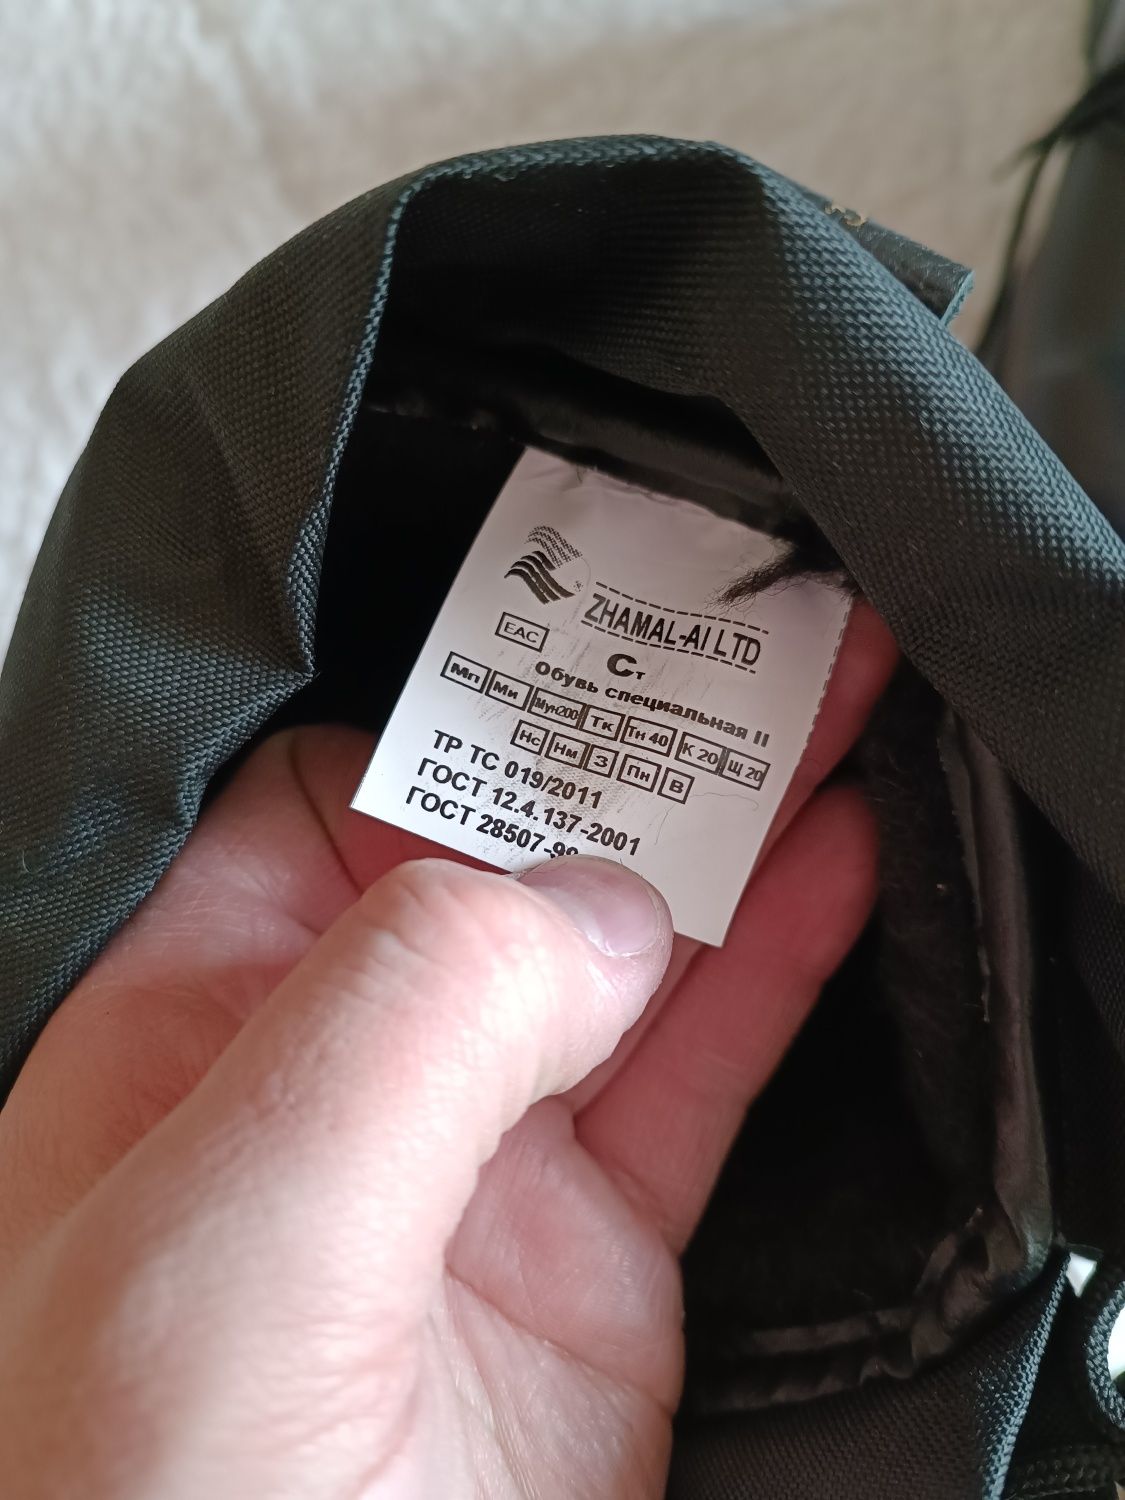 ZHAMAL-AI LTD
EAC
Ст
Обувь специальная II
Мп Ми Мун200 Тк Тн 40 К 20 Щ 20
Нс Нм З Пн В
ТР ТС 019/2011
ГОСТ 12.4.137-2001
ГОСТ 28507-99